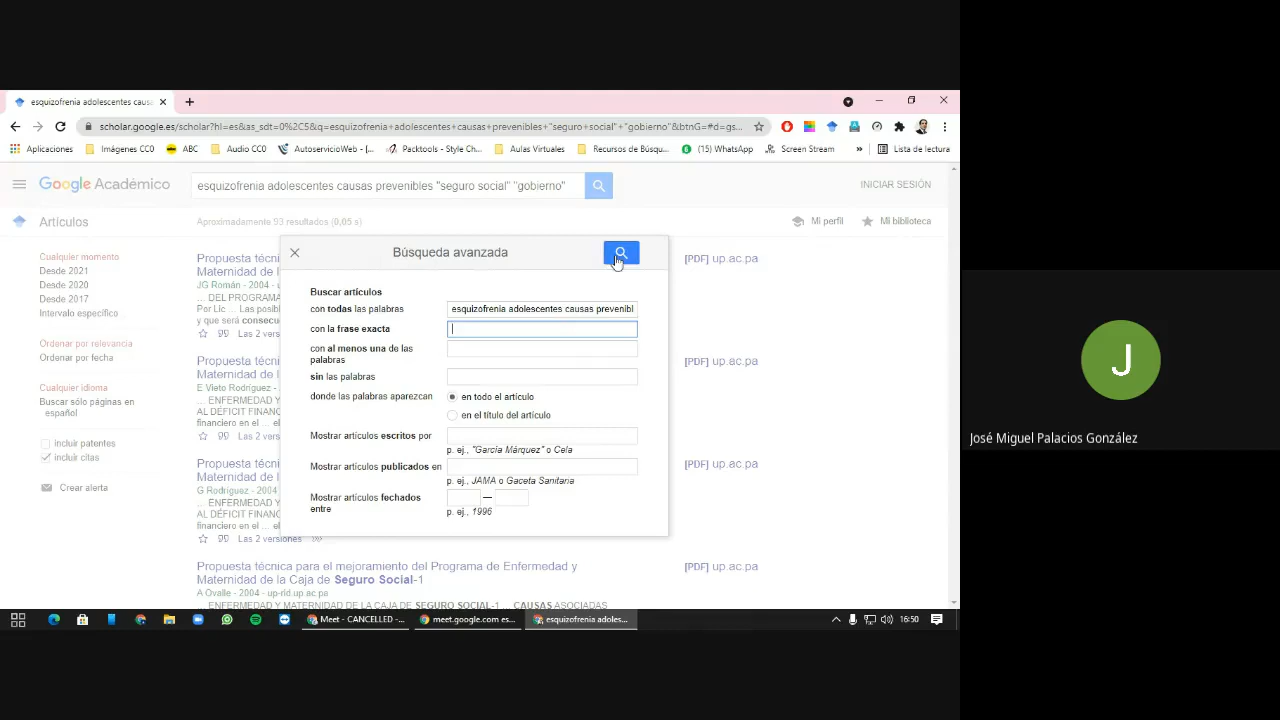 esquizofrenia adolescentes causa
scholar.google.es/scholar?hl=es&as_sdt=0%2C5&q=esquizofrenia+adolescentes+causas+prevenibles+"seguro+social"+"gobierno"&btnG=#d=gs...
Aplicaciones
Imágenes CC0
ABC
Audio CC0
AutoservicioWeb - [...
Packtools - Style Ch...
Aulas Virtuales
Recursos de Búsqu...
(15) WhatsApp
Screen Stream
»
Lista de lectura
Google Académico
esquizofrenia adolescentes causas prevenibles "seguro social" "gobierno"
INICIAR SESIÓN
Artículos
Aproximadamente 93 resultados (0,05 s)
Mi perfil
Mi biblioteca
Cualquier momento
Desde 2021
Desde 2020
Desde 2017
Intervalo específico...
Ordenar por relevancia
Ordenar por fecha
Cualquier idioma
Buscar sólo páginas en
español
Incluir patentes
Incluir citas
Crear alerta
Propuesta técni
Maternidad de l
JG Román - 2004
... DEL PROGRAMA
Por Lic ... Las posibl
y que será consecu
Las 2 vers
[PDF] up.ac.pa
Propuesta técni
Maternidad de l
E Vieto Rodríguez -
... ENFERMEDAD Y
AL DÉFICIT FINANC
financiero en el ... e
Las 2 vers
[PDF] up.ac.pa
Propuesta técni
Maternidad de l
G Rodríguez - 2004
... ENFERMEDAD Y
AL DÉFICIT FINANC
financiero en el ... e
Las 2 versiones
[PDF] up.ac.pa
Propuesta técnica para el mejoramiento del Programa de Enfermedad y
Maternidad de la Caja de Seguro Social-1
A Ovalle - 2004 - up-rid.up.ac.pa
... ENFERMEDAD Y MATERNIDAD DE LA CAJA DE SEGURO SOCIAL-1 ... CAUSAS ASOCIADAS
[PDF] up.ac.pa
Búsqueda avanzada
Buscar artículos
con todas las palabras
esquizofrenia adolescentes causas prevenibl
con la frase exacta
con al menos una de las
palabras
sin las palabras
donde las palabras aparezcan
en todo el artículo
en el título del artículo
Mostrar artículos escritos por
p. ej., "García Márquez" o Cela
Mostrar artículos publicados en
p. ej., JAMA o Gaceta Sanitaria
Mostrar artículos fechados
entre
—
p. ej., 1996
Meet - CANCELLED -...
meet.google.com es...
esquizofrenia adoles...
16:50
J
José Miguel Palacios González